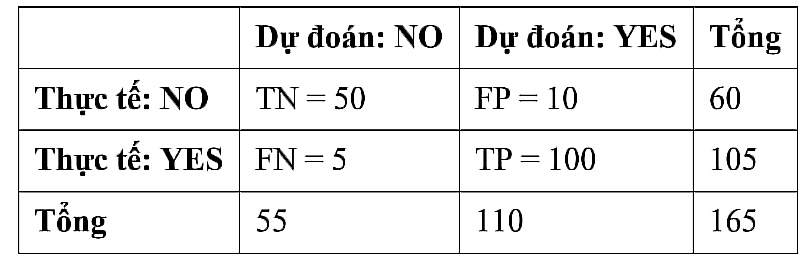 Dự đoán: NO Dự đoán: YES Tổng
Thực tế: NO TN = 50 FP = 10 60
Thực tế: YES FN = 5 TP = 100 105
Tổng 55 110 165